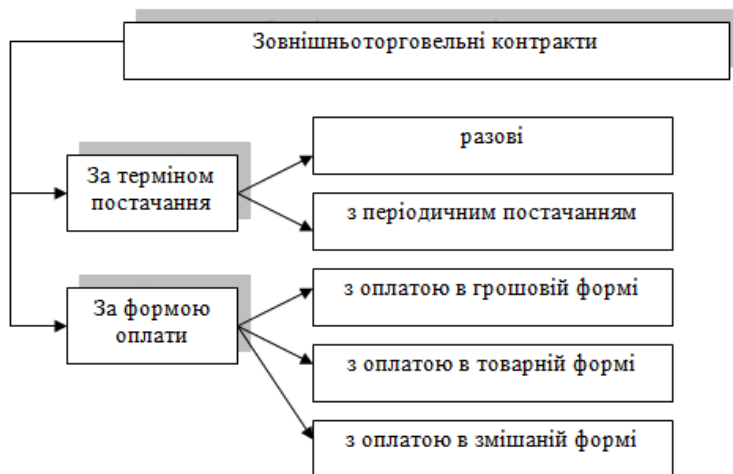 Зовнішньоторговельні контракти
разові
За терміном
постачання
з періодичним постачанням
з оплатою в грошовій формі
За формою
оплати
з оплатою в товарній формі
з оплатою в змішаній формі